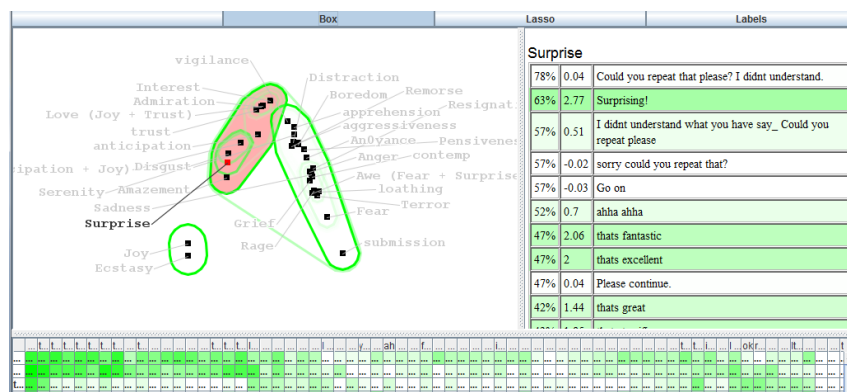 Box Lasso Labels
vigilance
Interest
Admiration
Love (Joy + Trust)
trust
anticipation
Disgust
cipation + Joy)
Serenity Amazement
Sadness
Surprise
Joy
Ecstasy
Distraction
Boredom Remorse
apprehension Resignat
aggressiveness
An0yance Pensiveness
Anger contemp
Awe (Fear + Surprise
loathing
Terror
Grief Fear
Rage submission
Surprise
78% 0.04 Could you repeat that please? I didnt understand.
63% 2.77 Surprising!
57% 0.51 I didnt understand what you have say_ Could you
repeat please
57% -0.02 sorry could you repeat that?
57% -0.03 Go on
52% 0.7 ahha ahha
47% 2.06 thats fantastic
47% 2 thats excellent
47% 0.04 Please continue.
42% 1.44 thats great